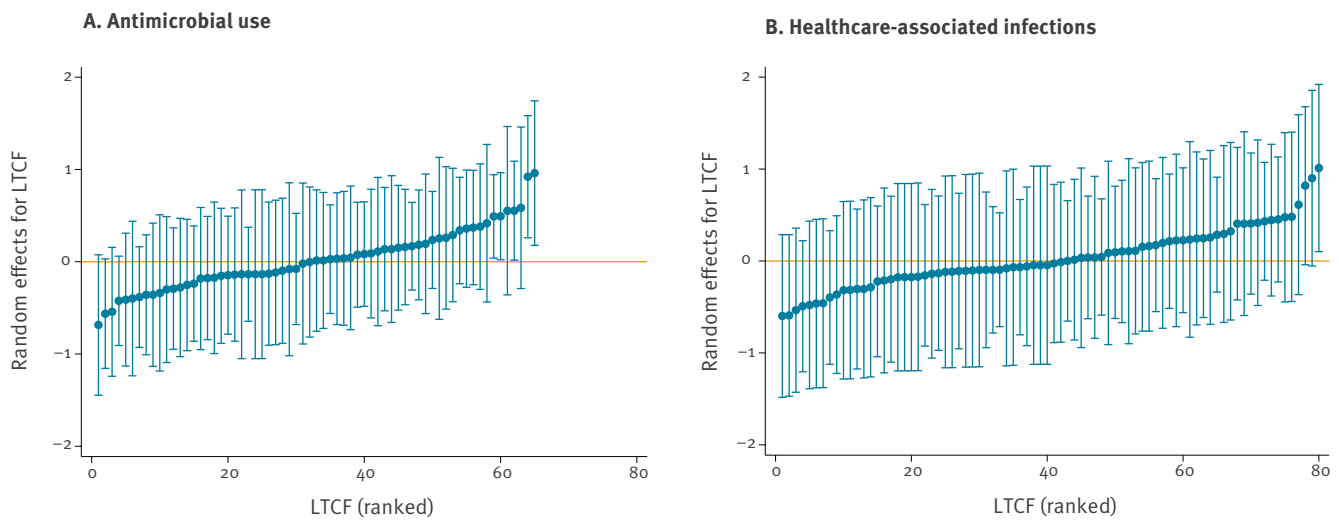 A. Antimicrobial use
2
1
0
−1
−2
Random effects for LTCF
0 20 40 60 80
LTCF (ranked)
B. Healthcare-associated infections
2
1
0
−1
−2
Random effects for LTCF
0 20 40 60 80
LTCF (ranked)